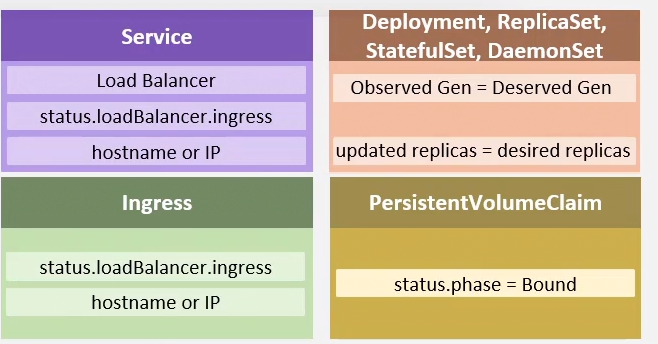 Service
Load Balancer
status.loadBalancer.ingress
hostname or IP
Deployment, ReplicaSet,
StatefulSet, DaemonSet
Observed Gen = Deserved Gen
updated replicas = desired replicas
Ingress
status.loadBalancer.ingress
hostname or IP
PersistentVolumeClaim
status.phase = Bound